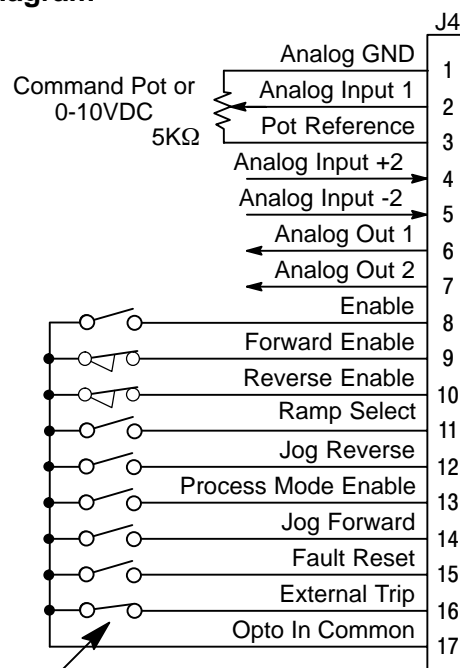 J4
Analog GND 1
Command Pot or
0-10VDC
5KΩ
Analog Input 1 2
Pot Reference 3
Analog Input +2 4
Analog Input -2 5
Analog Out 1 6
Analog Out 2 7
Enable 8
Forward Enable 9
Reverse Enable 10
Ramp Select 11
Jog Reverse 12
Process Mode Enable 13
Jog Forward 14
Fault Reset 15
External Trip 16
Opto In Common 17